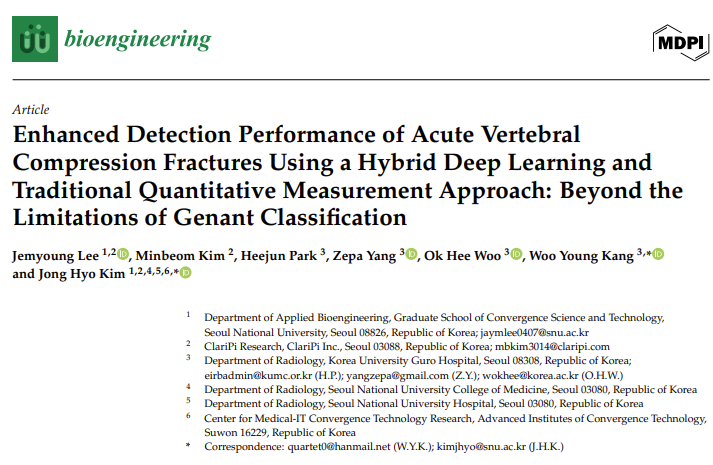 bioengineering
MDPI
Article
Enhanced Detection Performance of Acute Vertebral
Compression Fractures Using a Hybrid Deep Learning and
Traditional Quantitative Measurement Approach: Beyond the
Limitations of Genant Classification
Jemyoung Lee 1,2, Minbeom Kim 2, Heejun Park 3, Zepa Yang 3, Ok Hee Woo 3, Woo Young Kang 3,*
and Jong Hyo Kim 1,2,4,5,6,*
1 Department of Applied Bioengineering, Graduate School of Convergence Science and Technology,
Seoul National University, Seoul 08826, Republic of Korea; jaymlee0407@snu.ac.kr
2 ClariPi Research, ClariPi Inc., Seoul 03088, Republic of Korea; mbkim3014@claripi.com
3 Department of Radiology, Korea University Guro Hospital, Seoul 08308, Republic of Korea;
eirbadmin@kumc.or.kr (H.P.); yangzepa@gmail.com (Z.Y.); wokhee@korea.ac.kr (O.H.W.)
4 Department of Radiology, Seoul National University College of Medicine, Seoul 03080, Republic of Korea
5 Department of Radiology, Seoul National University Hospital, Seoul 03080, Republic of Korea
6 Center for Medical-IT Convergence Technology Research, Advanced Institutes of Convergence Technology,
Suwon 16229, Republic of Korea
* Correspondence: quartet0@hanmail.net (W.Y.K.); kimjhyo@snu.ac.kr (J.H.K.)